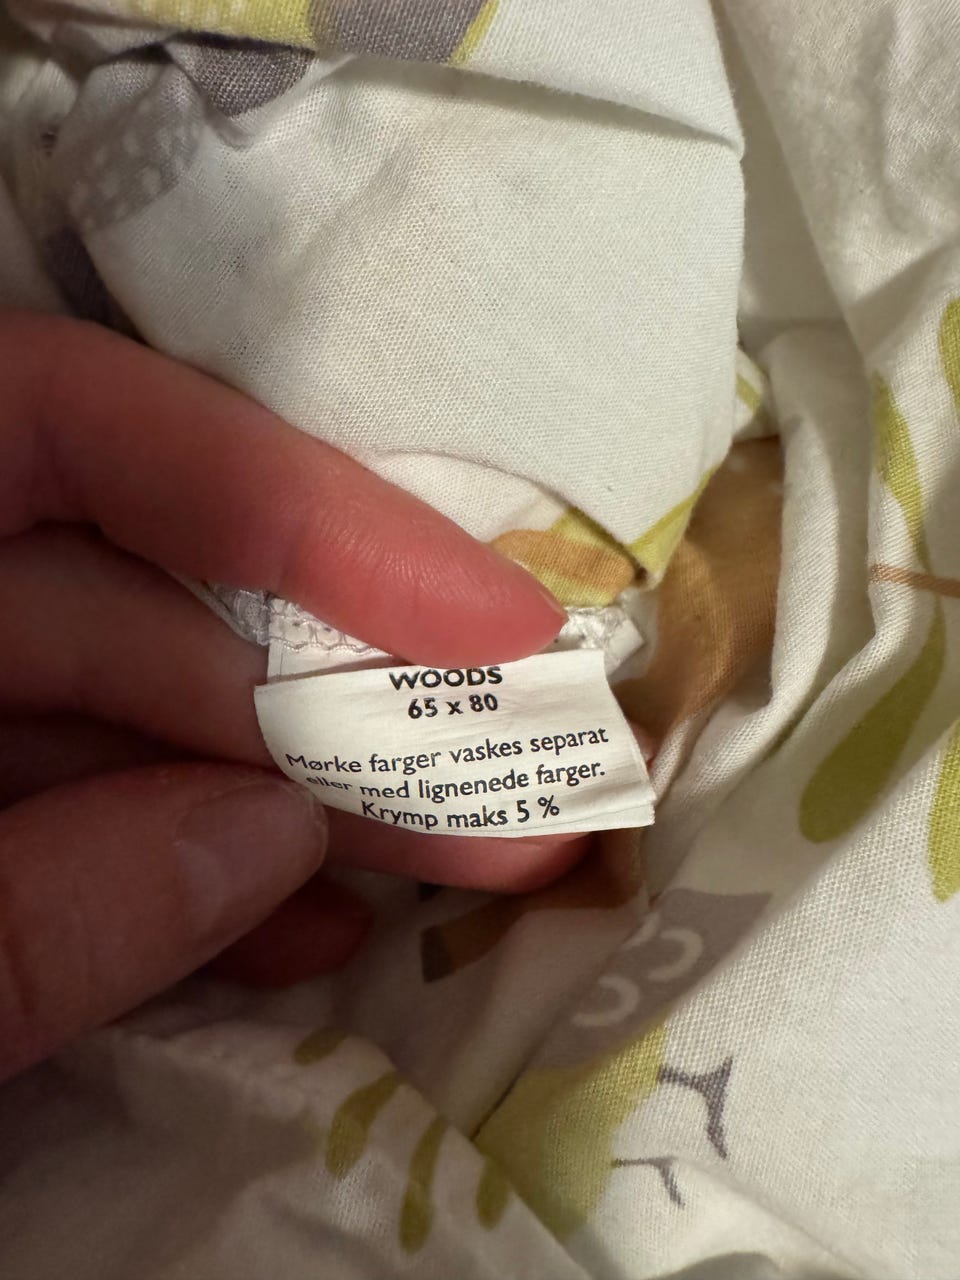 WOODS
65 x 80
Mørke farger vaskes separat
eller med lignenede farger.
Krymp maks 5 %